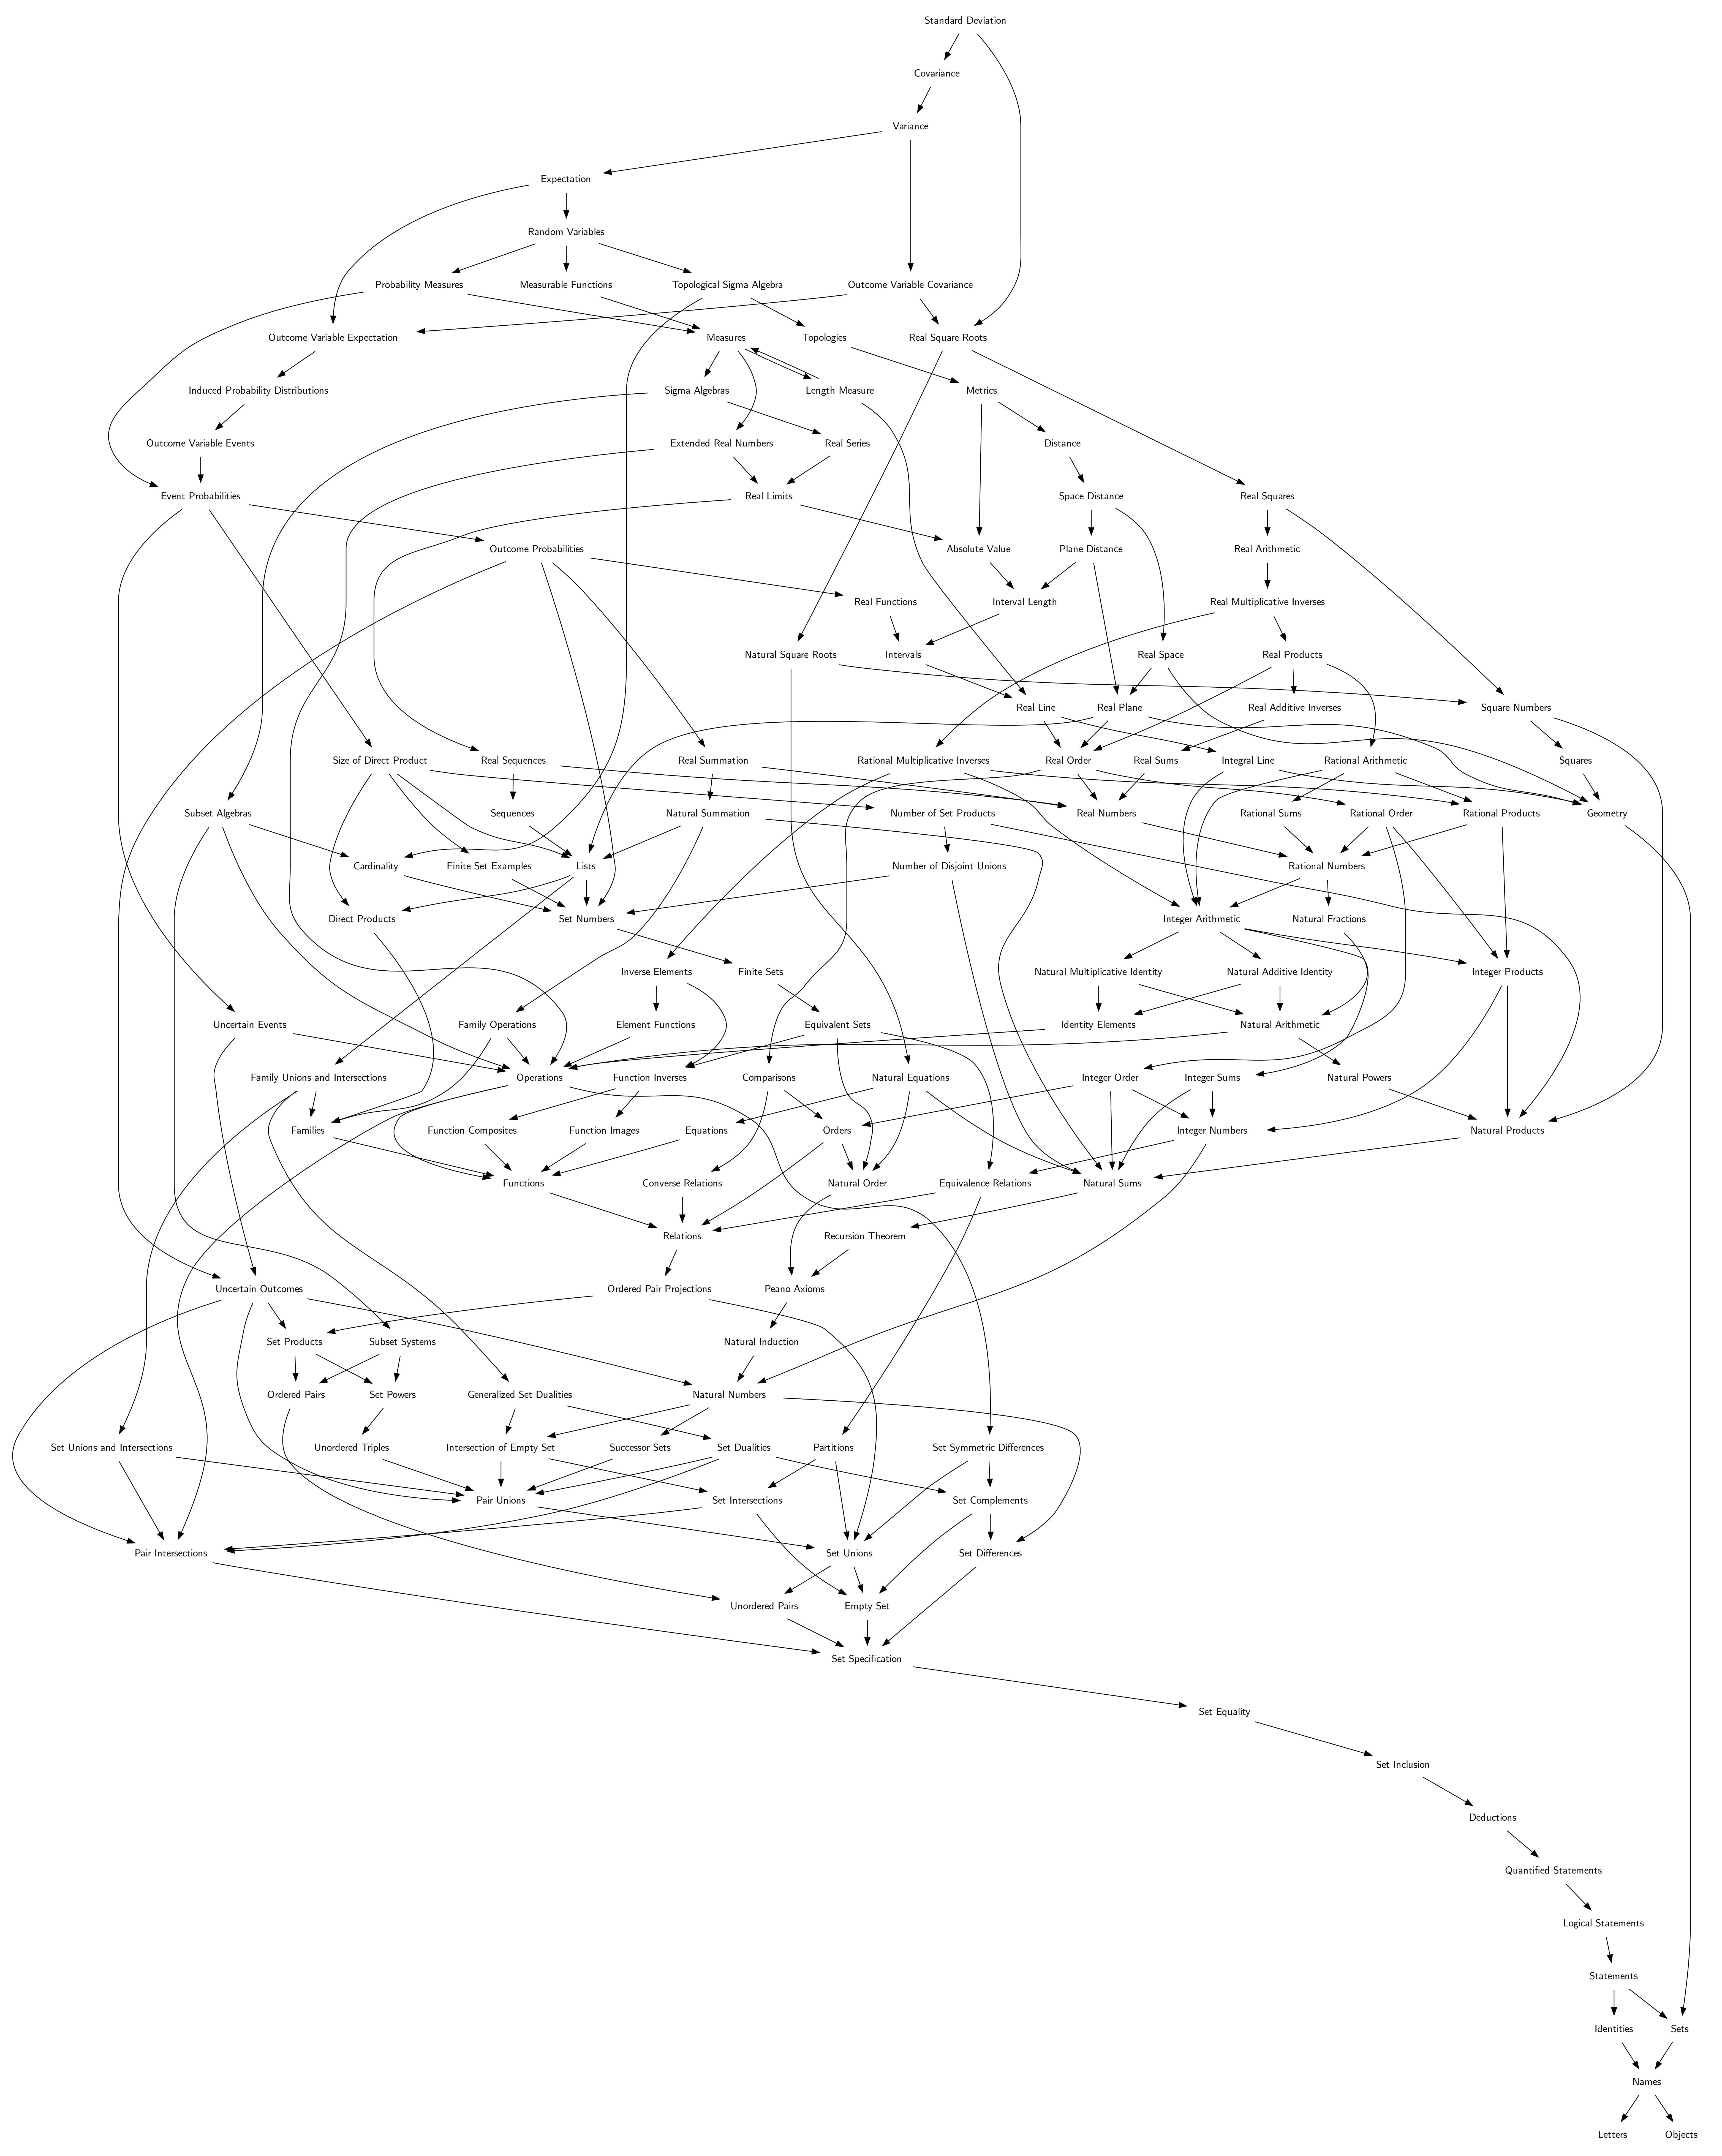 Standard Deviation
Covariance
Variance
Expectation
Random Variables
Probability Measures
Measurable Functions
Topological Sigma Algebra
Outcome Variable Covariance
Outcome Variable Expectation
Measures
Topologies
Real Square Roots
Induced Probability Distributions
Sigma Algebras
Length Measure
Metrics
Outcome Variable Events
Extended Real Numbers
Real Series
Distance
Event Probabilities
Real Limits
Space Distance
Real Squares
Outcome Probabilities
Absolute Value
Plane Distance
Real Arithmetic
Real Functions
Interval Length
Real Multiplicative Inverses
Natural Square Roots
Intervals
Real Space
Real Products
Real Line
Real Plane
Real Additive Inverses
Square Numbers
Size of Direct Product
Real Sequences
Real Summation
Rational Multiplicative Inverses
Real Order
Real Sums
Integral Line
Rational Arithmetic
Squares
Subset Algebras
Sequences
Natural Summation
Number of Set Products
Real Numbers
Rational Sums
Rational Order
Rational Products
Geometry
Cardinality
Finite Set Examples
Lists
Number of Disjoint Unions
Rational Numbers
Direct Products
Set Numbers
Integer Arithmetic
Natural Fractions
Inverse Elements
Finite Sets
Natural Multiplicative Identity
Natural Additive Identity
Integer Products
Uncertain Events
Family Operations
Element Functions
Equivalent Sets
Identity Elements
Natural Arithmetic
Family Unions and Intersections
Operations
Function Inverses
Comparisons
Natural Equations
Integer Order
Integer Sums
Natural Powers
Families
Function Composites
Function Images
Equations
Orders
Integer Numbers
Natural Products
Functions
Converse Relations
Natural Order
Equivalence Relations
Natural Sums
Relations
Recursion Theorem
Uncertain Outcomes
Ordered Pair Projections
Peano Axioms
Set Products
Subset Systems
Natural Induction
Ordered Pairs
Set Powers
Generalized Set Dualities
Natural Numbers
Set Unions and Intersections
Unordered Triples
Intersection of Empty Set
Successor Sets
Set Dualities
Partitions
Set Symmetric Differences
Pair Unions
Set Intersections
Set Complements
Pair Intersections
Set Unions
Set Differences
Unordered Pairs
Empty Set
Set Specification
Set Equality
Set Inclusion
Deductions
Quantified Statements
Logical Statements
Statements
Identities
Sets
Names
Letters
Objects